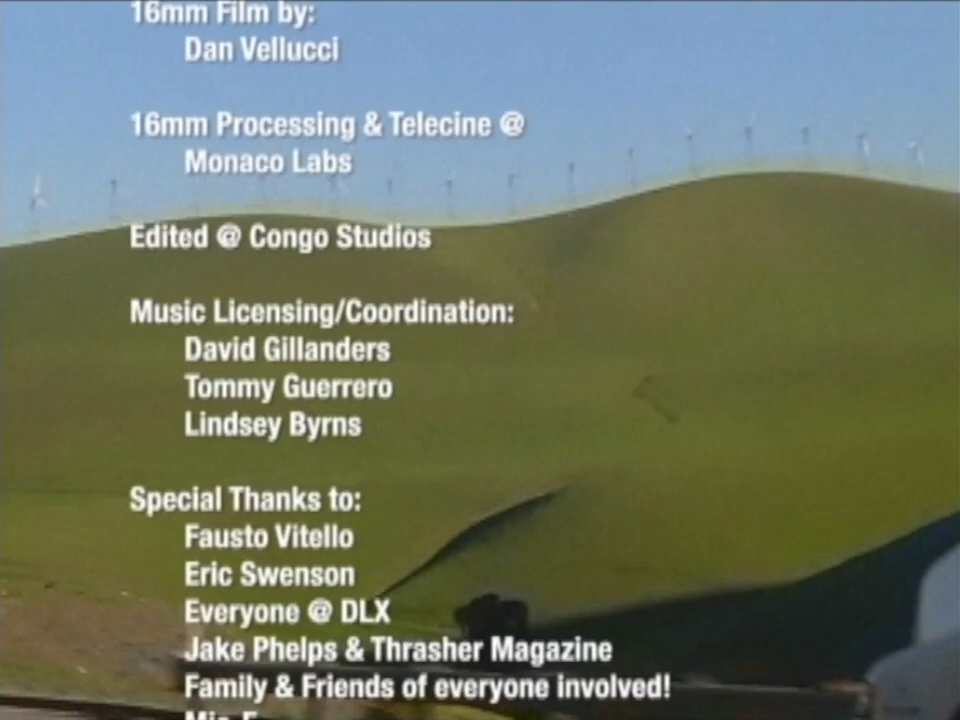 16mm Film by:
Dan Vellucci
16mm Processing & Telecine @
Monaco Labs
Edited @ Congo Studios
Music Licensing/Coordination:
David Gillanders
Tommy Guerrero
Lindsey Byrns
Special Thanks to:
Fausto Vitello
Eric Swenson
Everyone @ DLX
Jake Phelps & Thrasher Magazine
Family & Friends of everyone involved!